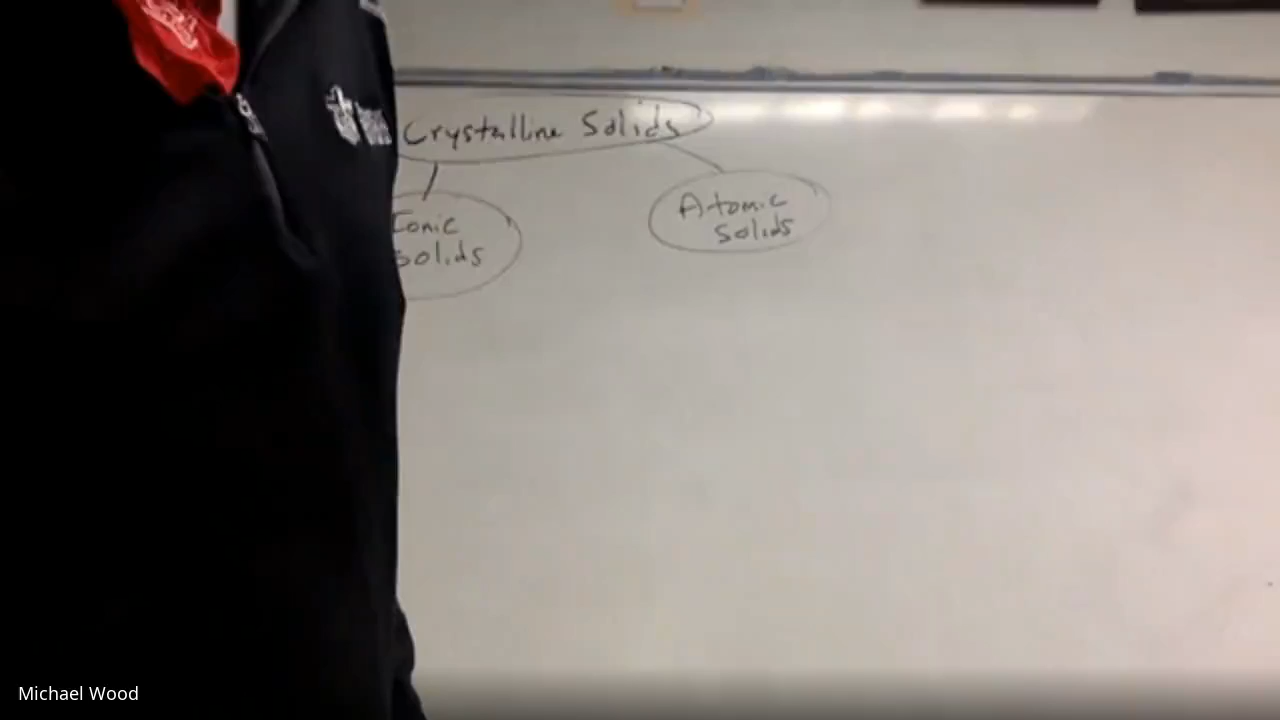 Crystalline Solids
Ionic
solids
Atomic
solids
Michael Wood